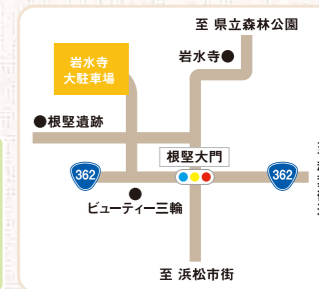 至 県立森林公園
岩水寺
岩水寺
大駐車場
根堅遺跡
根堅大門
362
362
ビューティー三輪
至 浜松市街